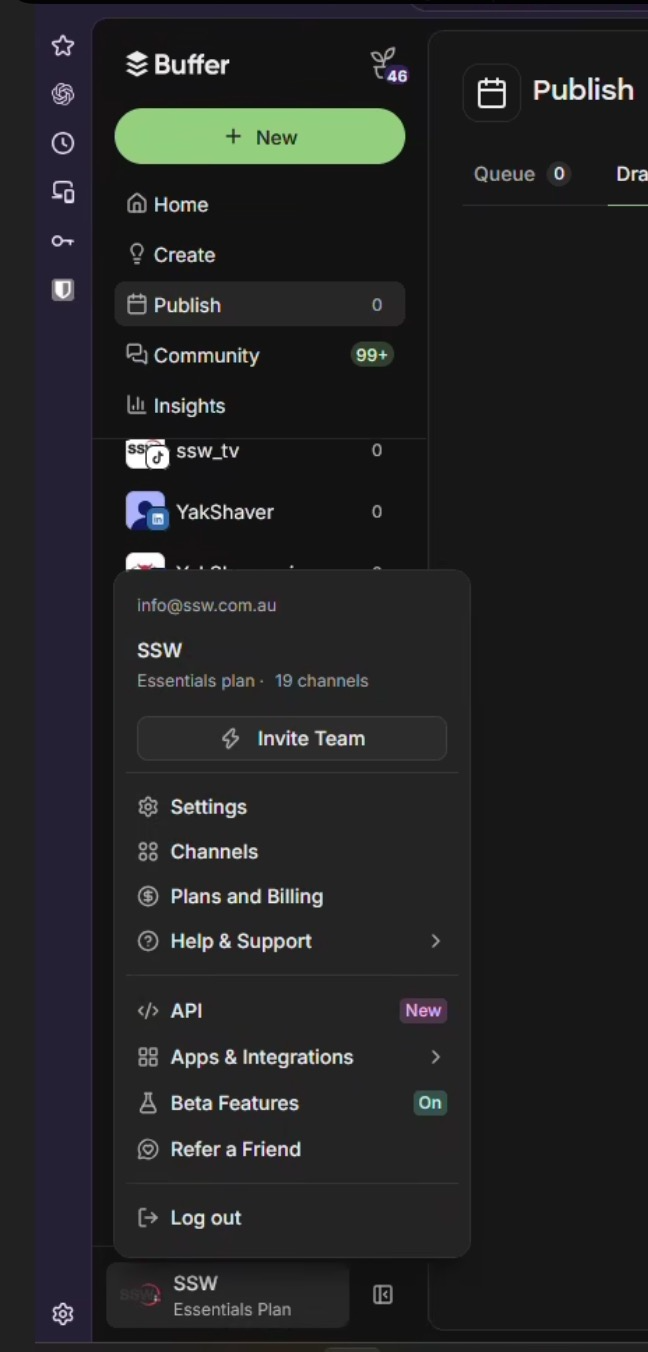 Buffer
46
New
Home
Create
Publish 0
Community 99+
Insights
ssw_tv 0
YakShaver 0
info@ssw.com.au
SSW
Essentials plan · 19 channels
Invite Team
Settings
Channels
Plans and Billing
Help & Support
API New
Apps & Integrations
Beta Features On
Refer a Friend
Log out
SSW
Essentials Plan
Publish
Queue 0 Dra